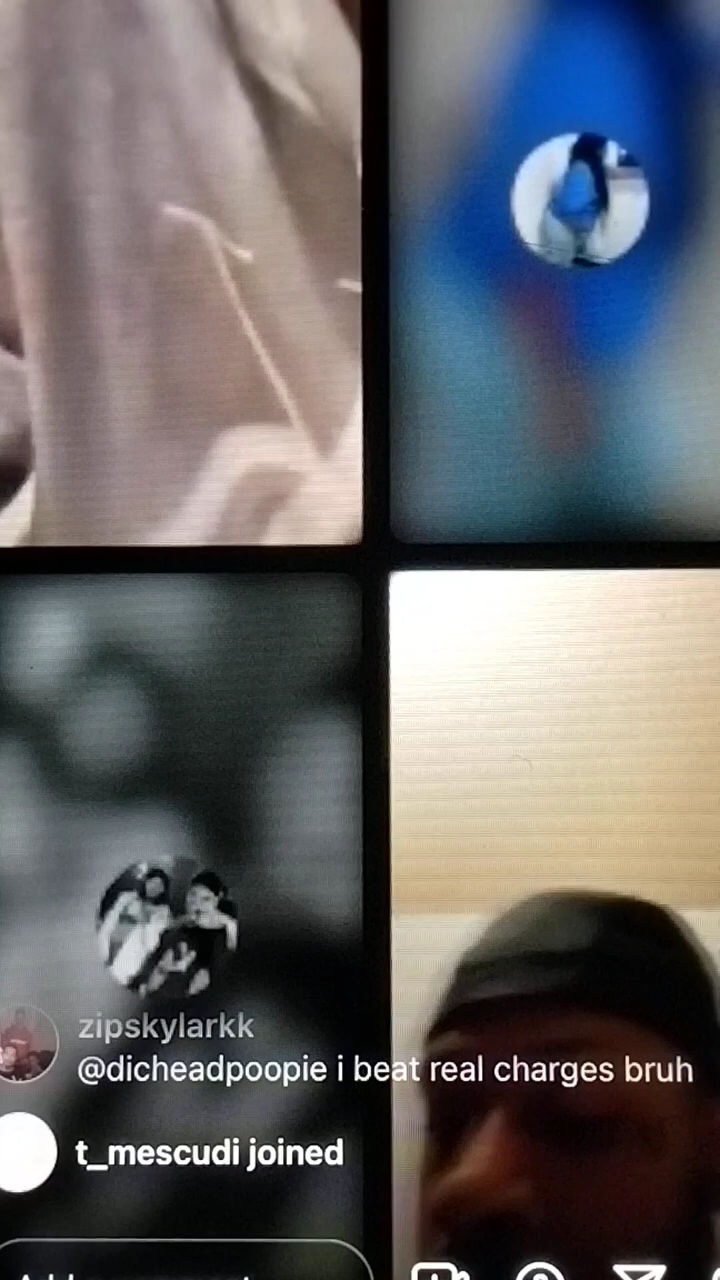 zipskylarkk
@dicheadpoopie i beat real charges bruh
t_mescudi joined